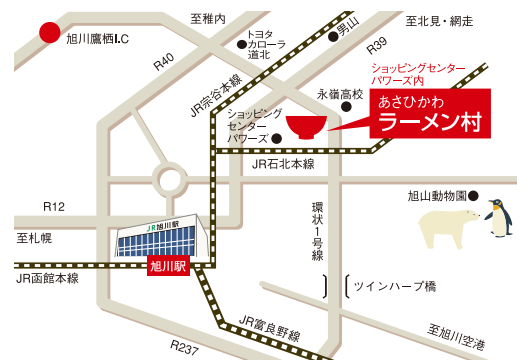 至稚内
旭川鷹栖I.C
トヨタ
カローラ
道北
男山
至北見・網走
R40
R39
JR宗谷本線
ショッピングセンター
パワーズ内
永嶺高校
あさひかわ
ラーメン村
ショッピング
センター
パワーズ
JR石北本線
R12
旭山動物園
環状1号線
至札幌
JR旭川駅
旭川駅
JR函館本線
ツインハープ橋
JR富良野線
至旭川空港
R237